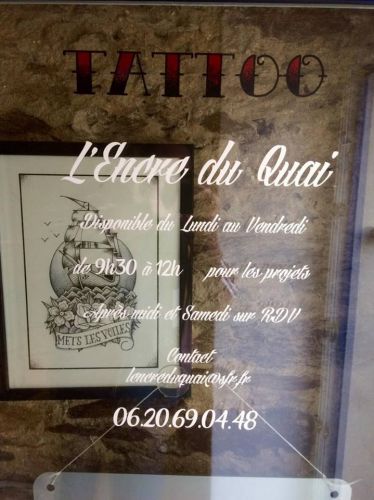 TATTOO
L'Encre du Quai
Disponible du Lundi au Vendredi
de 9h30 à 12h pour les projets
Après-midi et Samedi sur RDV
Contact
lencreduquai@sfr.fr
06.20.69.04.48
METS LES VOILES